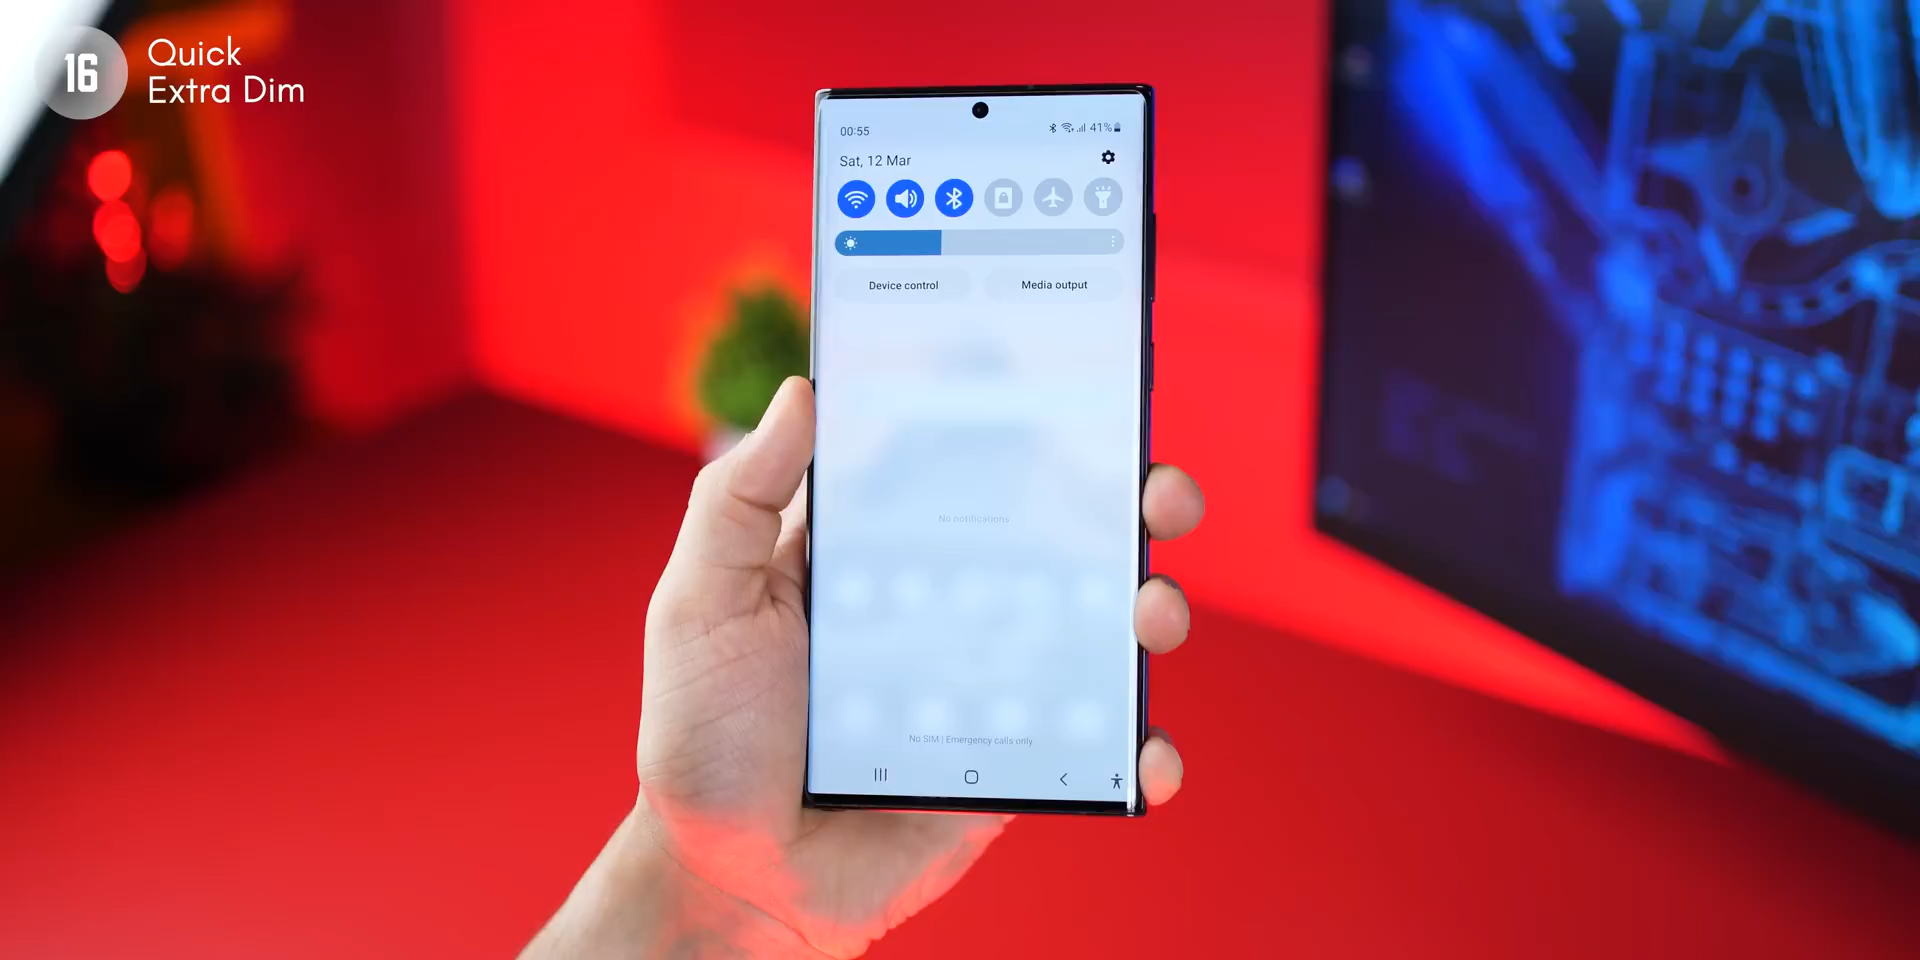 16
Quick
Extra Dim
00:55
41%
Sat, 12 Mar
Device control
Media output
No notifications
No SIM | Emergency calls only